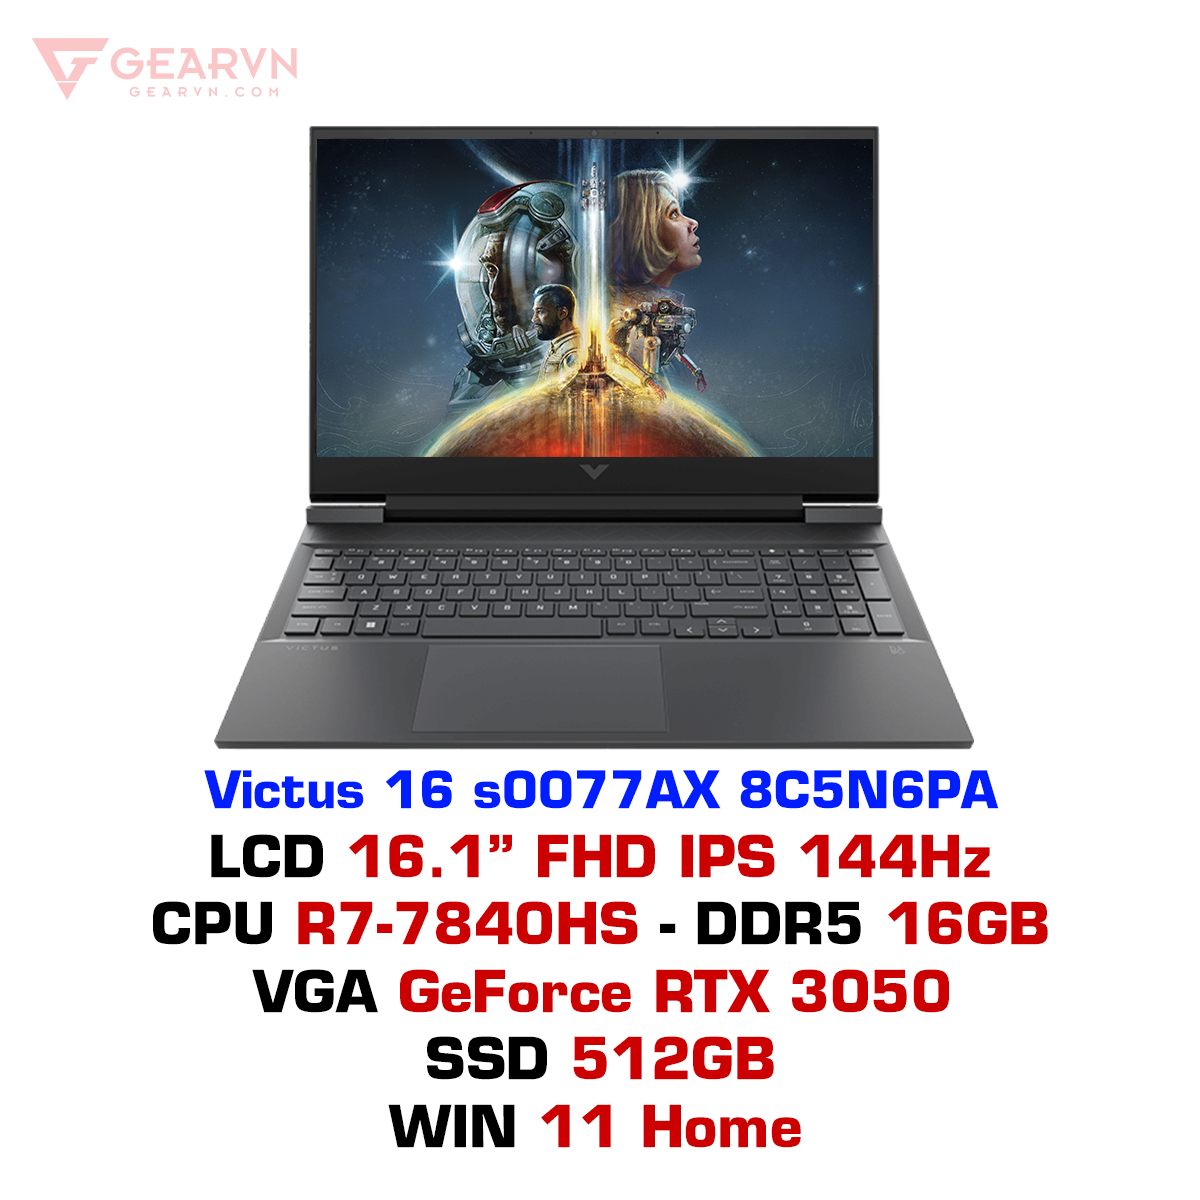 GEARVN
GEARVN.COM
VICTUS
Victus 16 s0077AX 8C5N6PA
LCD 16.1” FHD IPS 144Hz
CPU R7-7840HS - DDR5 16GB
VGA GeForce RTX 3050
SSD 512GB
WIN 11 Home